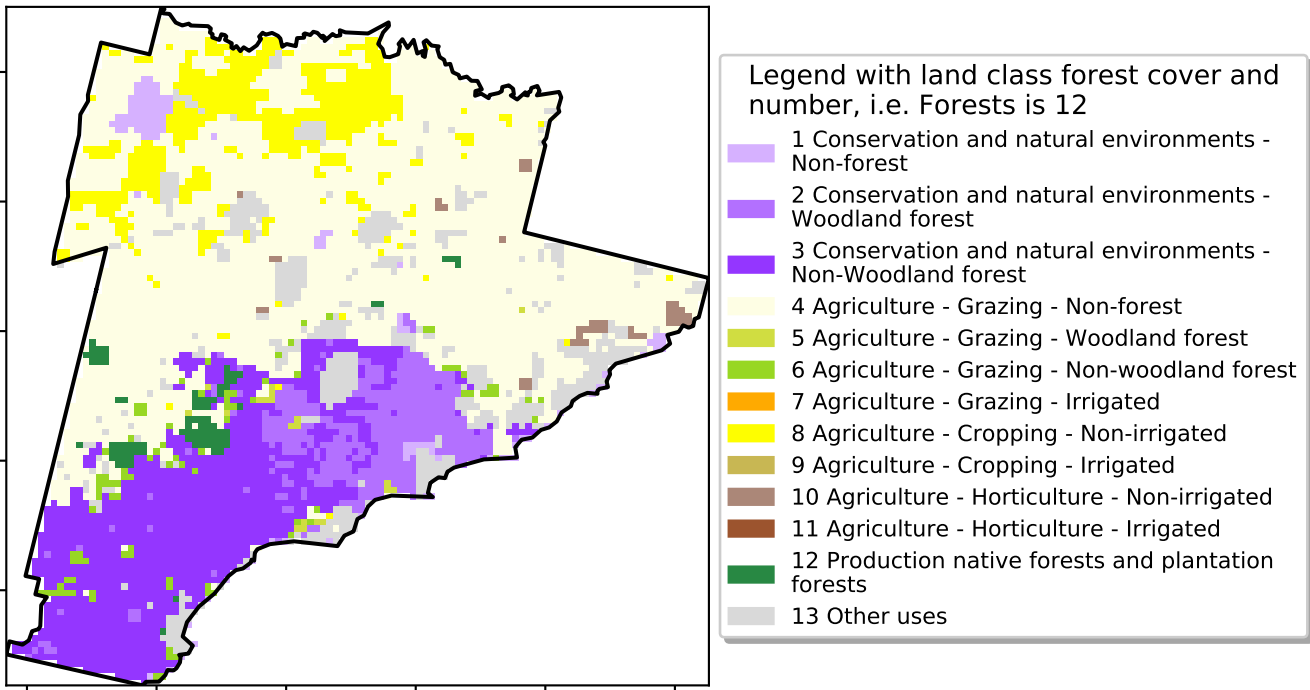 Legend with land class forest cover and
number, i.e. Forests is 12
1 Conservation and natural environments -
Non-forest
2 Conservation and natural environments -
Woodland forest
3 Conservation and natural environments -
Non-Woodland forest
4 Agriculture - Grazing - Non-forest
5 Agriculture - Grazing - Woodland forest
6 Agriculture - Grazing - Non-woodland forest
7 Agriculture - Grazing - Irrigated
8 Agriculture - Cropping - Non-irrigated
9 Agriculture - Cropping - Irrigated
10 Agriculture - Horticulture - Non-irrigated
11 Agriculture - Horticulture - Irrigated
12 Production native forests and plantation
forests
13 Other uses